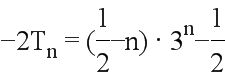 −2Tₙ = (1/2–n) · 3ⁿ–1/2